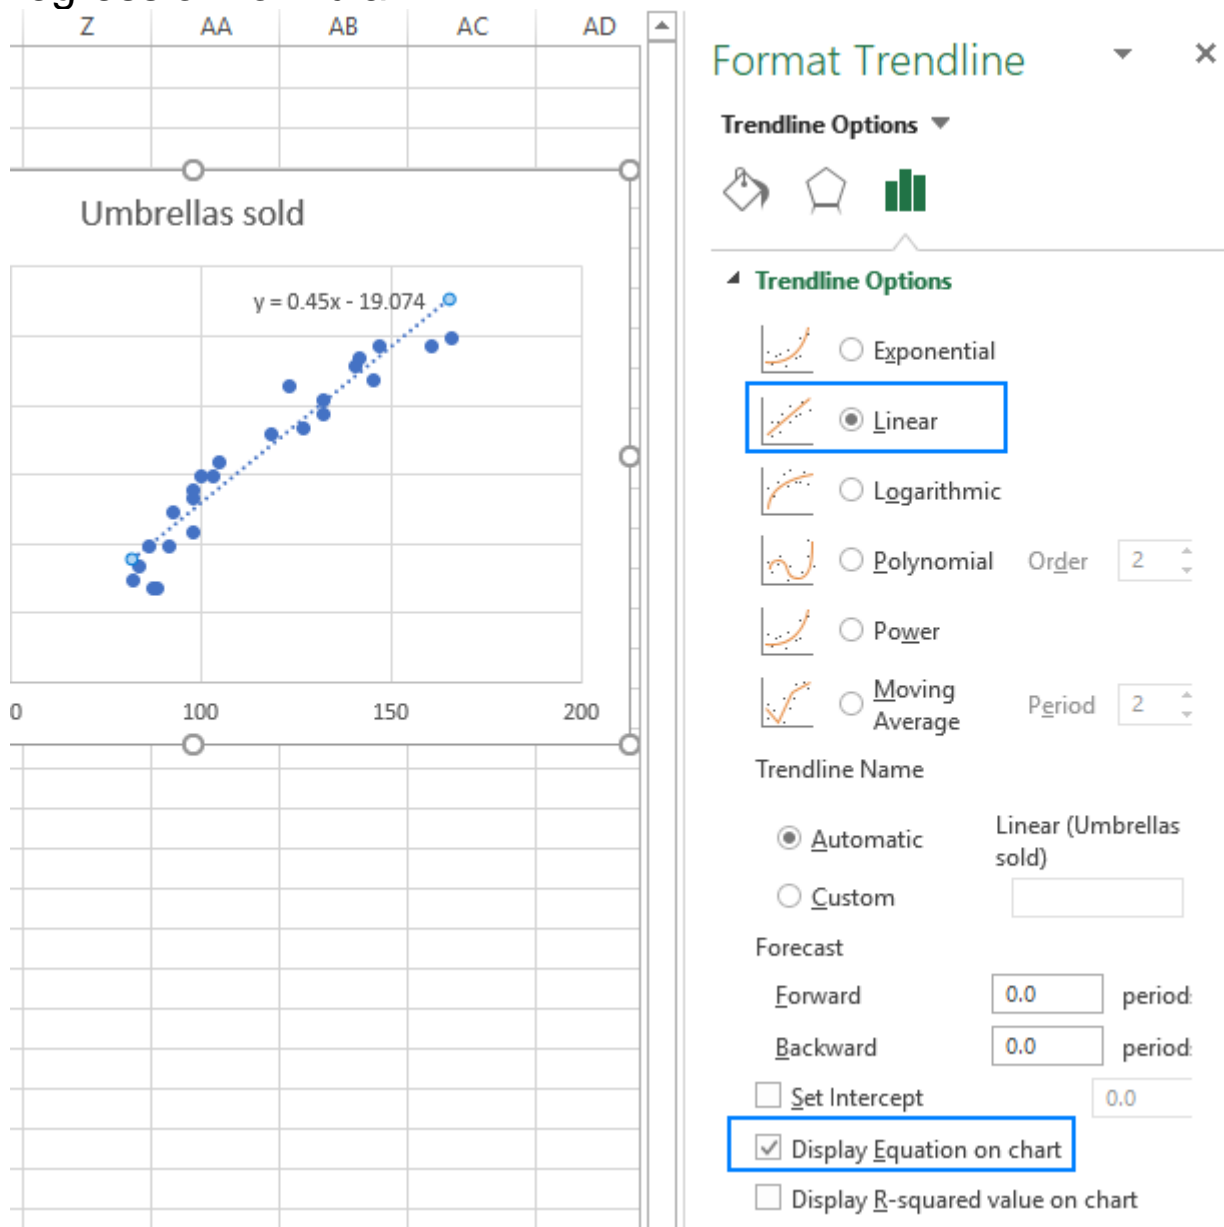 Z AA AB AC AD
Format Trendline
Trendline Options
Umbrellas sold
y = 0.45x - 19.074
0 100 150 200
Trendline Options
Exponential
Linear
Logarithmic
Polynomial Order 2
Power
Moving
Average
Period 2
Trendline Name
Automatic
Linear (Umbrellas
sold)
Custom
Forecast
Forward 0.0 period
Backward 0.0 period
Set Intercept 0.0
Display Equation on chart
Display R-squared value on chart